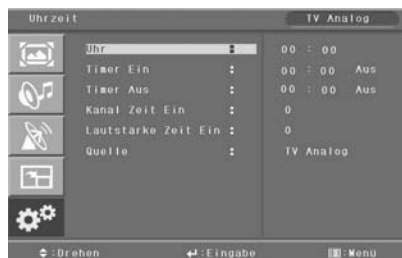 Uhrzeit TV Analog
Uhr : 00 : 00
Timer Ein : 00 : 00 Aus
Timer Aus : 00 : 00 Aus
Kanal Zeit Ein : 0
Lautstärke Zeit Ein : 0
Quelle : TV Analog
:Drehen :Eingabe :Menü